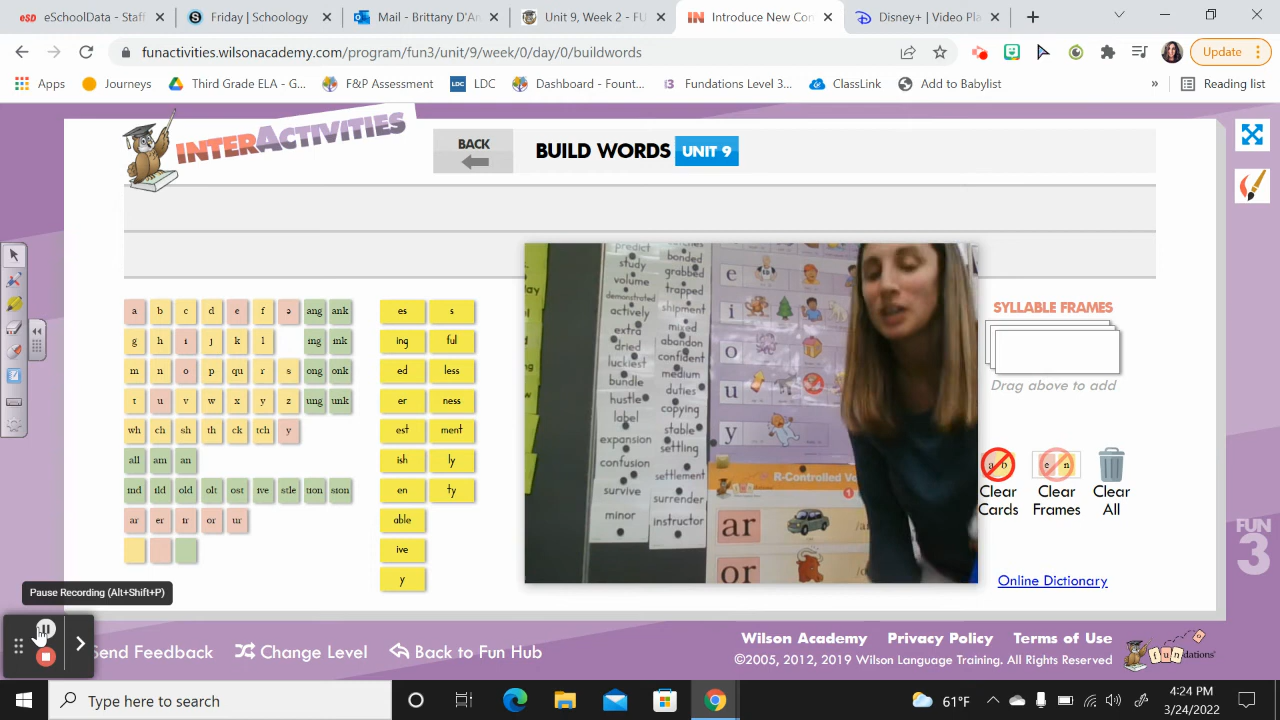 eSchoolData - Staff
Friday | Schoology
Mail - Brittany D'An
Unit 9, Week 2 - FU
Introduce New Con
Disney+ | Video Pla
funactivities.wilsonacademy.com/program/fun3/unit/9/week/0/day/0/buildwords
Update
Apps
Journeys
Third Grade ELA - G...
F&P Assessment
LDC
Dashboard - Fount...
Fundations Level 3...
ClassLink
Add to Babylist
»
Reading list
INTERACTIVITIES
BACK
BUILD WORDS UNIT 9
a b c d e f ə ang ank
g h i j k l ing ink
m n o p qu r s ong onk
t u v w x y z ung unk
wh ch sh th ck tch y
all am an
ind ild old olt ost ive stle tion sion
ar er ir or ur
es s
ing ful
ed less
er ness
est ment
ish ly
en ty
able
ive
y
predict
study
volume
demonstrated
actively
extra
dried
luckiest
bundle
hustle
label
expansion
confusion
survive
minor
bonded
grabbed
trapped
shipment
mixed
abandon
confident
medium
duties
copying
stable
settling
settlement
surrender
instructor
e
i
o
u
y
R-Controlled
1
ar
or
SYLLABLE FRAMES
Drag above to add
Clear Cards
Clear Frames
Clear All
Online Dictionary
FUN
3
Pause Recording (Alt+Shift+P)
Send Feedback
Change Level
Back to Fun Hub
Wilson Academy Privacy Policy Terms of Use
©2005, 2012, 2019 Wilson Language Training. All Rights Reserved
fundations
Type here to search
61°F
4:24 PM
3/24/2022